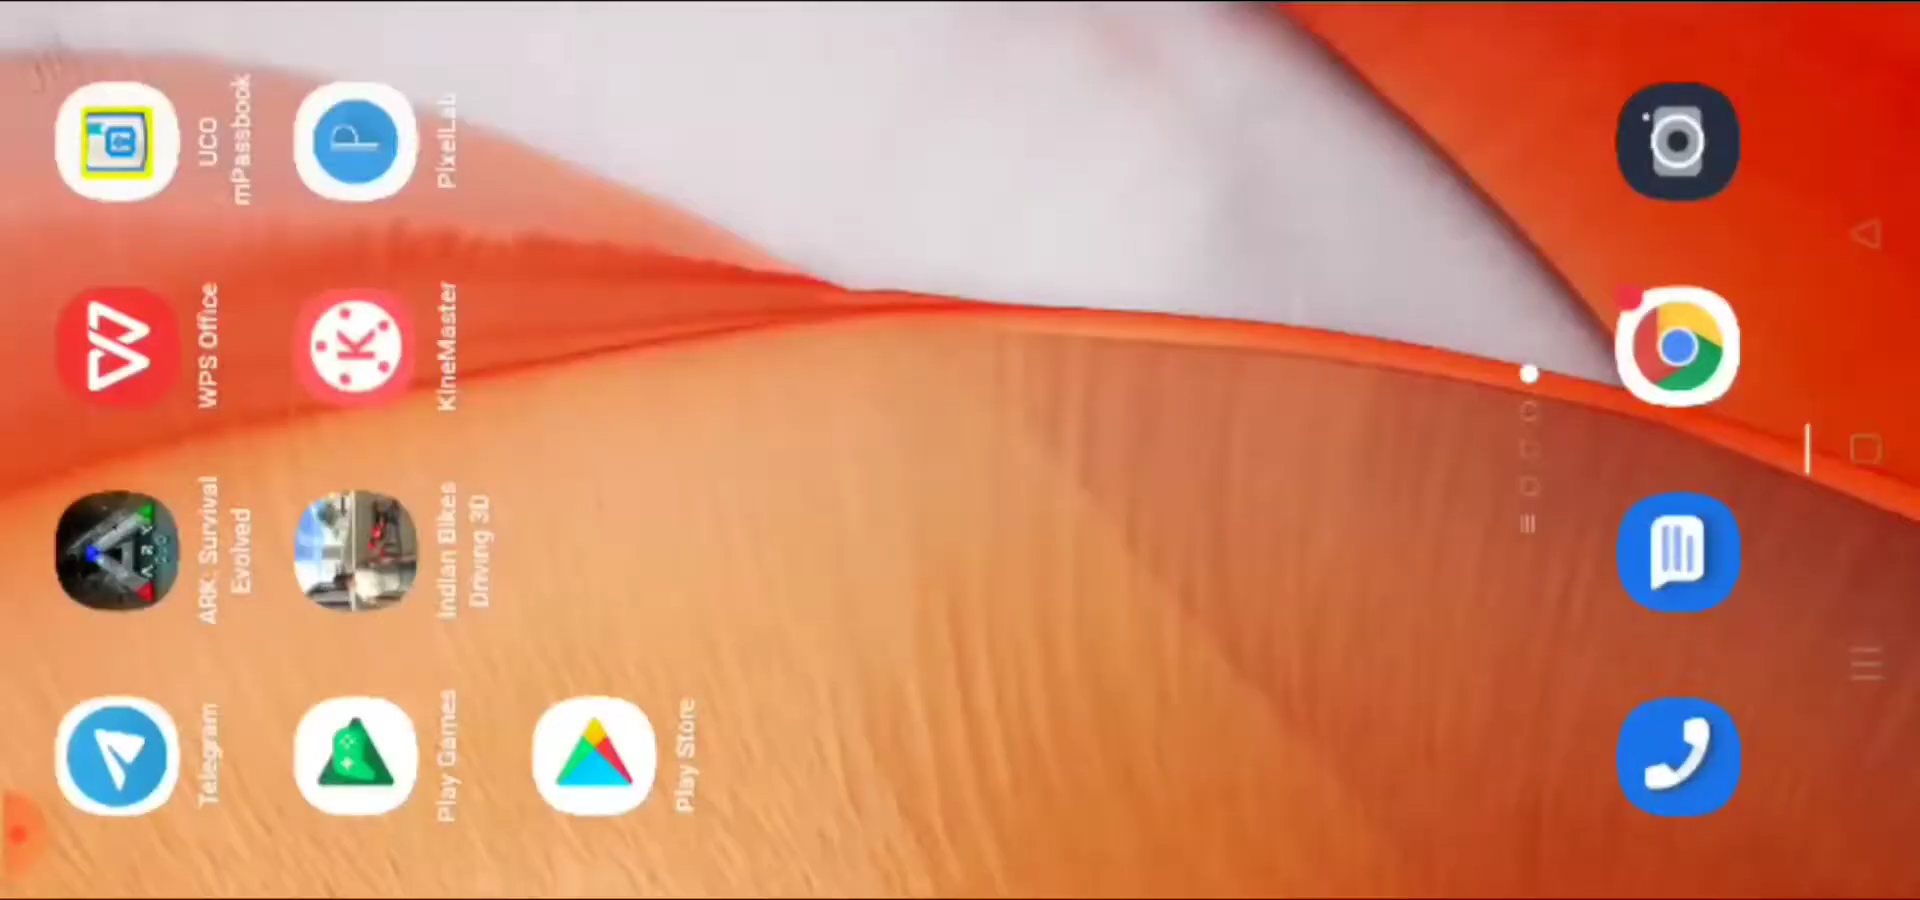 Telegram
ARK: Survival
Evolved
WPS Office
UCO
mPassbook
Play Games
Indian Bikes
Driving 3D
KineMaster
PixelLab
Play Store